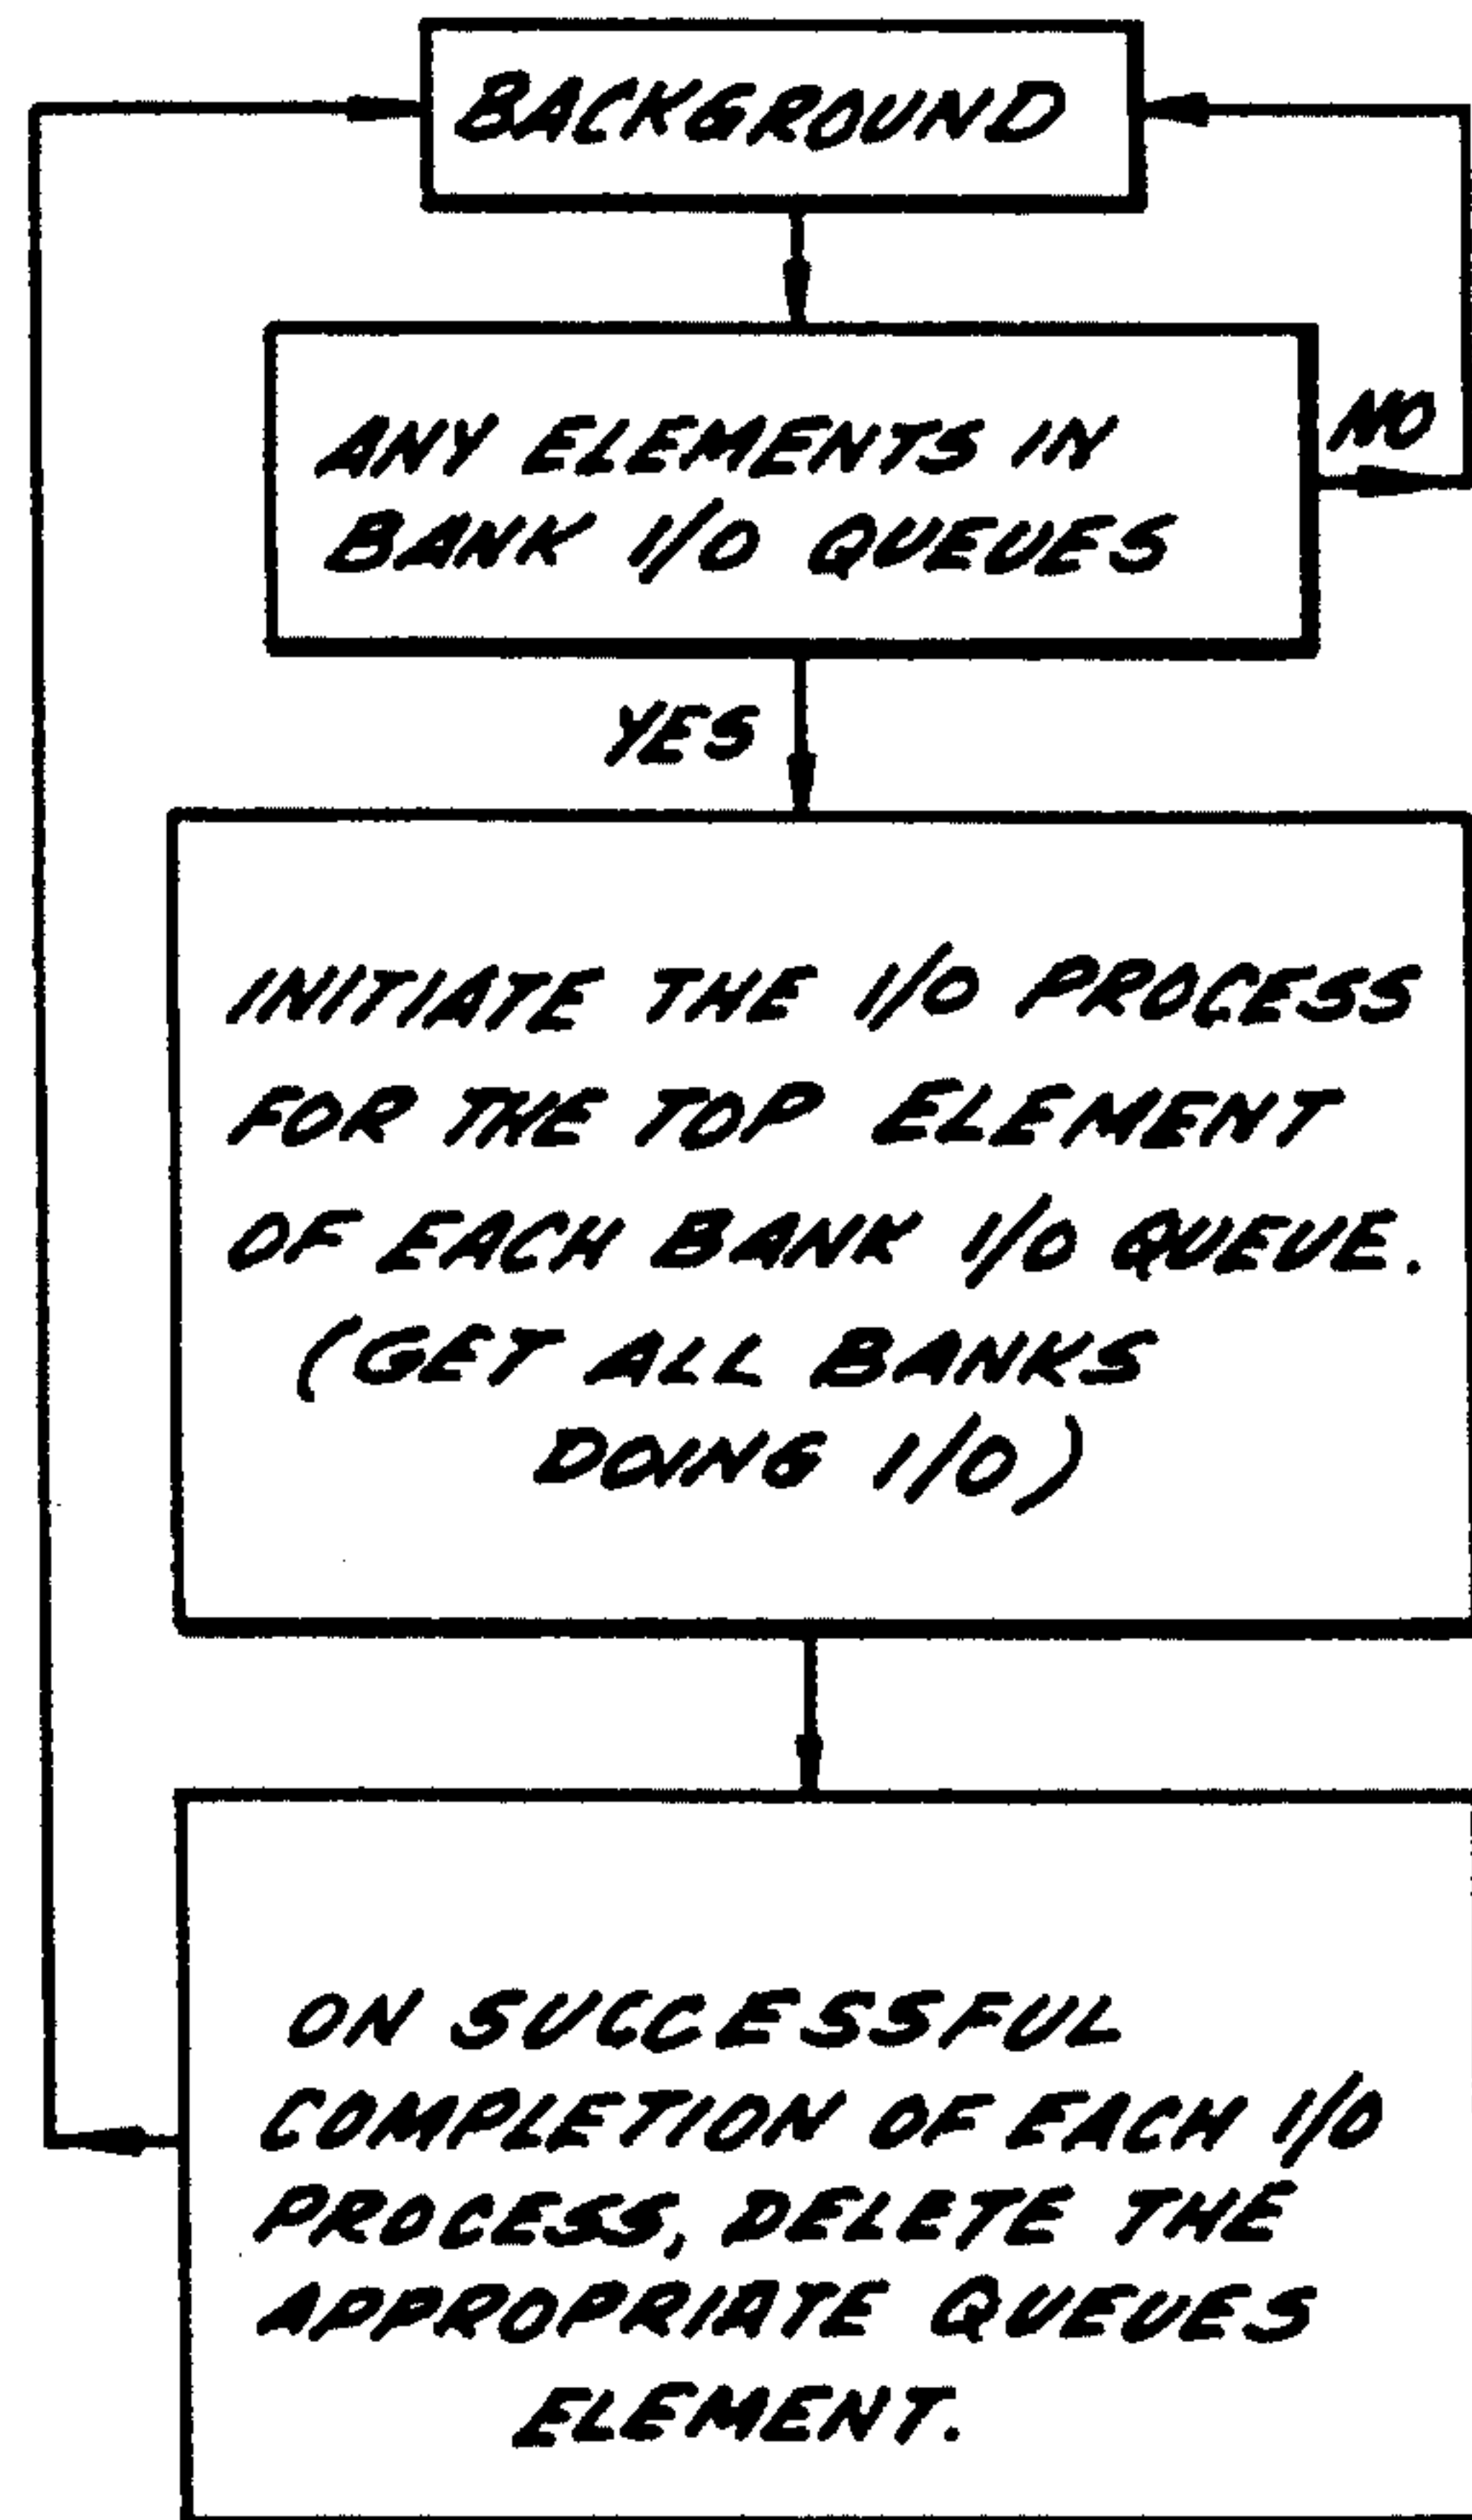 BACKGROUND
ANY ELEMENTS IN
BANK I/O QUEUES
NO
YES
INITIATE THE I/O PROCESS
FOR THE TOP ELEMENT
OF EACH BANK I/O QUEUE.
(GET ALL BANKS
DOING I/O)
ON SUCCESSFUL
COMPLETION OF EACH I/O
PROCESS, DELETE THE
APPROPRIATE QUEUES
ELEMENT.